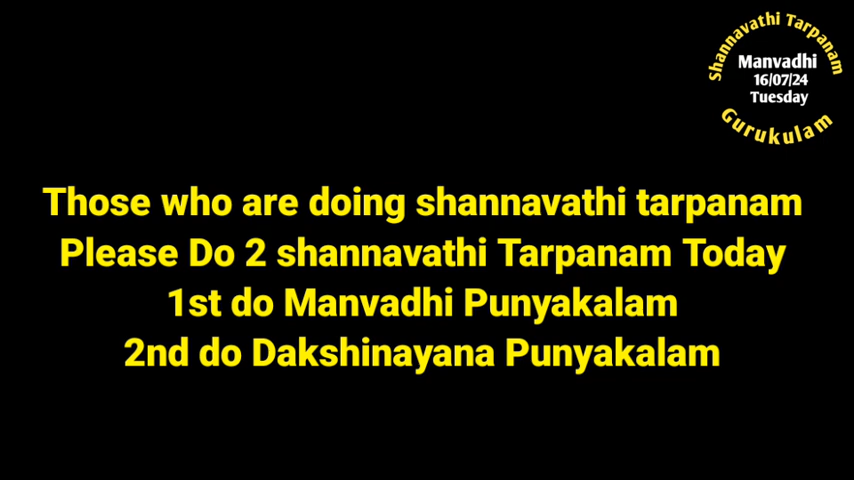 Shannavathi Tarpanam
Manvadhi
16/07/24
Tuesday
Gurukulam
Those who are doing shannavathi tarpanam
Please Do 2 shannavathi Tarpanam Today
1st do Manvadhi Punyakalam
2nd do Dakshinayana Punyakalam